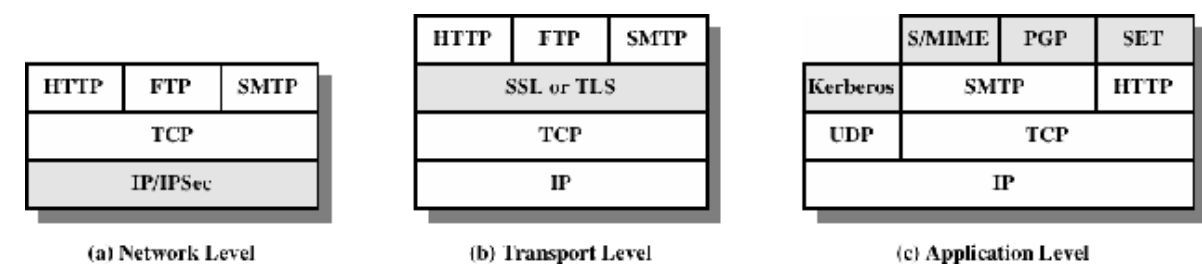 HTTP FTP SMTP
TCP
IP/IPSec
(a) Network Level
HTTP FTP SMTP
SSL or TLS
TCP
IP
(b) Transport Level
S/MIME PGP SET
Kerberos SMTP HTTP
UDP TCP
IP
(c) Application Level